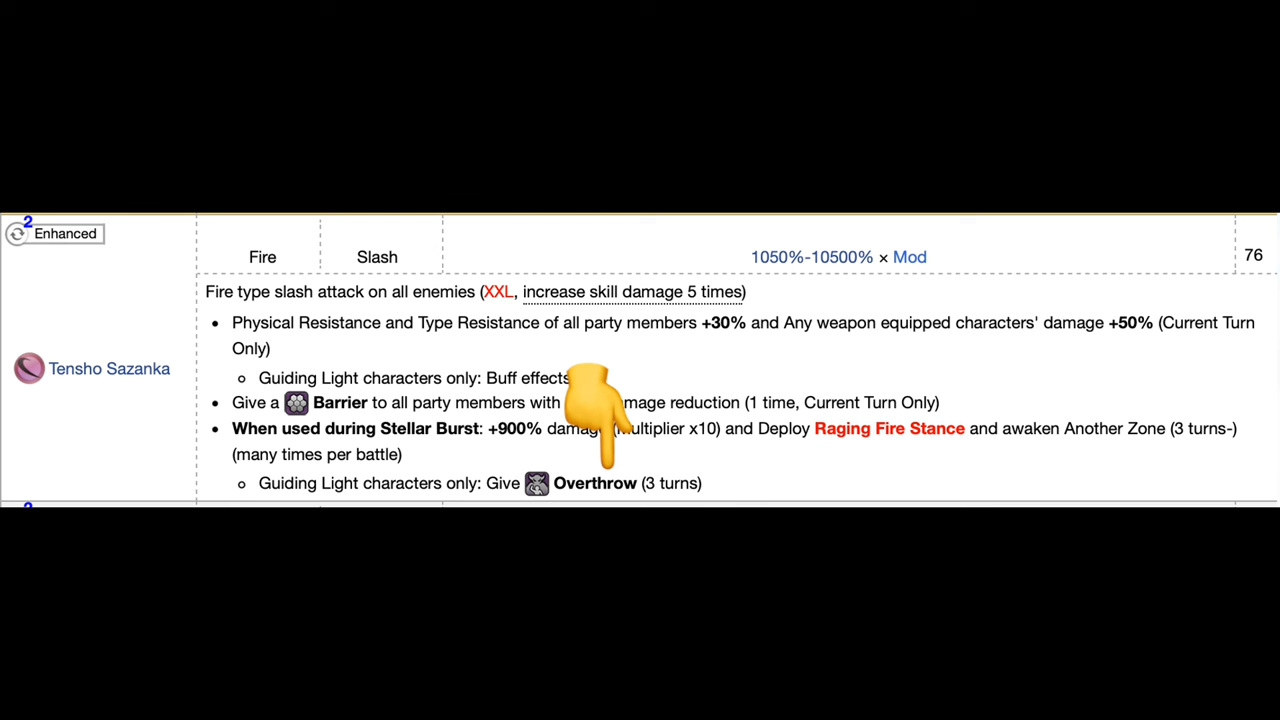 2
Enhanced
Fire Slash 1050%-10500% × Mod 76
Fire type slash attack on all enemies (XXL, increase skill damage 5 times)
• Physical Resistance and Type Resistance of all party members +30% and Any weapon equipped characters' damage +50% (Current Turn
Only)
Tensho Sazanka
Guiding Light characters only: Buff effects
• Give a Barrier to all party members with damage reduction (1 time, Current Turn Only)
• When used during Stellar Burst: +900% (Multiplier x10) and Deploy Raging Fire Stance and awaken Another Zone (3 turns-)
(many times per battle)
Guiding Light characters only: Give Overthrow (3 turns)